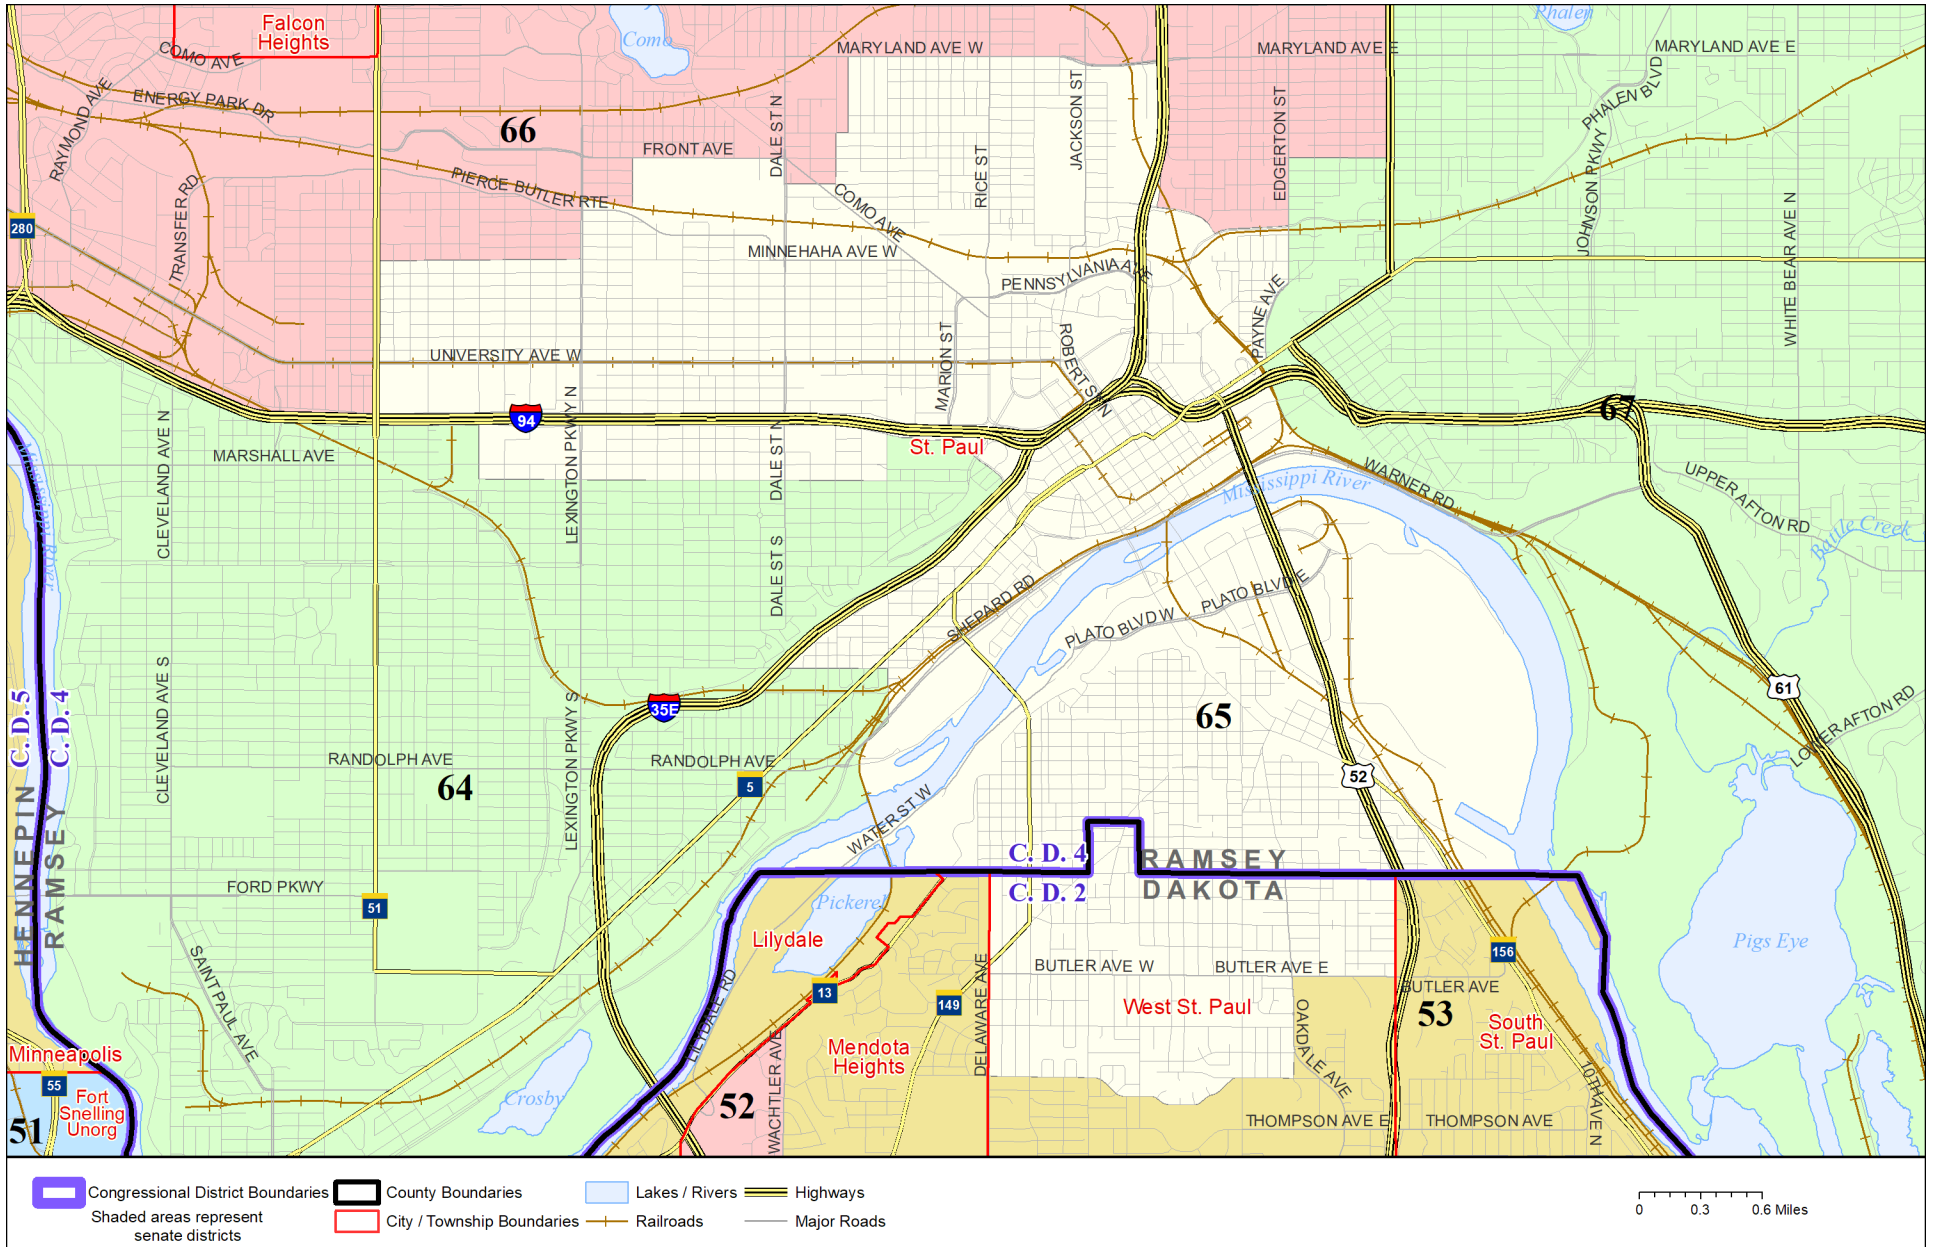 Falcon
Heights
COMO AVE
Como
MARYLAND AVE W
MARYLAND AVE E
Phalen
MARYLAND AVE E
RAYMOND AVE
ENERGY PARK DR
66
FRONT AVE
DALE ST N
JACKSON ST
RICE ST
EDGERTON ST
PHALEN BLVD
JOHNSON PKWY
WHITE BEAR AVE N
TRANSFER RD
PIERCE BUTLER RTE
COMO AVE
280
MINNEHAHA AVE W
PENNSYLVANIA AVE
PAYNE AVE
UNIVERSITY AVE W
MARION ST
ROBERT ST N
94
LEXINGTON PKWY N
CLEVELAND AVE N
MARSHALL AVE
DALE ST N
St. Paul
67
Mississippi River
Mississippi River
WARNER RD
UPPER AFTON RD
Battle Creek
DALE ST S
SHEPARD RD
PLATO BLVD W
PLATO BLVD E
CLEVELAND AVE S
C. D. 5
C. D. 4
35E
LEXINGTON PKWY S
65
61
LOWER AFTON RD
RANDOLPH AVE
RANDOLPH AVE
64
5
52
WATER ST W
HENNEPIN
RAMSEY
C. D. 4
RAMSEY
C. D. 2
DAKOTA
FORD PKWY
51
Pickerel
Lilydale
SAINT PAUL AVE
13
149
LILYDALE RD
DELAWARE AVE
BUTLER AVE W
BUTLER AVE E
BUTLER AVE
156
Pigs Eye
West St. Paul
53
South
St. Paul
OAKDALE AVE
Mendota
Heights
WACHTLER AVE
Minneapolis
55
Fort
Snelling
Unorg
51
Crosby
52
THOMPSON AVE E
THOMPSON AVE
10TH AVE N
Congressional District Boundaries
County Boundaries
Lakes / Rivers
Highways
Shaded areas represent
senate districts
City / Township Boundaries
Railroads
Major Roads
0 0.3 0.6 Miles